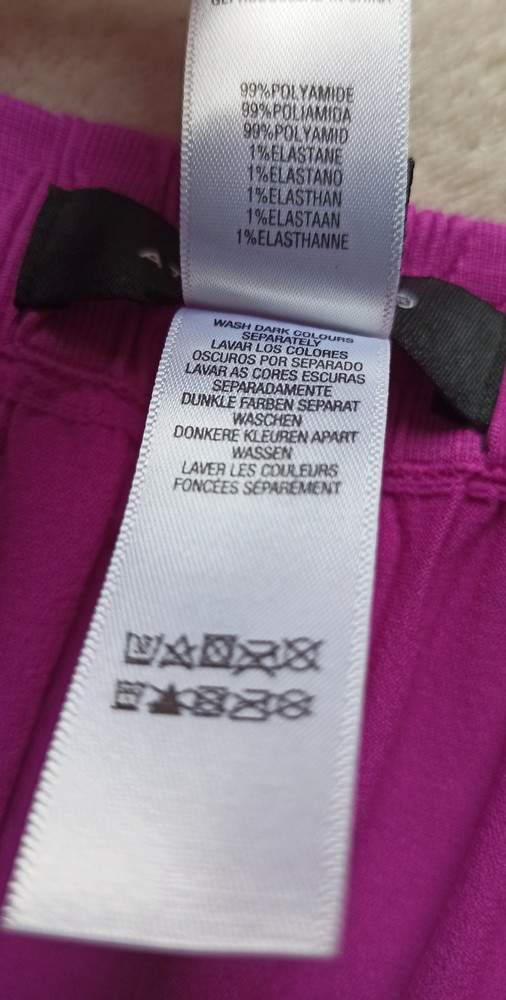 99%POLYAMIDE
99%POLIAMIDA
99%POLYAMID
1%ELASTANE
1%ELASTANO
1%ELASTHAN
1%ELASTAAN
1%ELASTHANNE
WASH DARK COLOURS
SEPARATELY
LAVAR LOS COLORES
OSCUROS POR SEPARADO
LAVAR AS CORES ESCURAS
SEPARADAMENTE
DUNKLE FARBEN SEPARAT
WASCHEN
DONKERE KLEUREN APART
WASSEN
LAVER LES COULEURS
FONCÉES SÉPARÉMENT